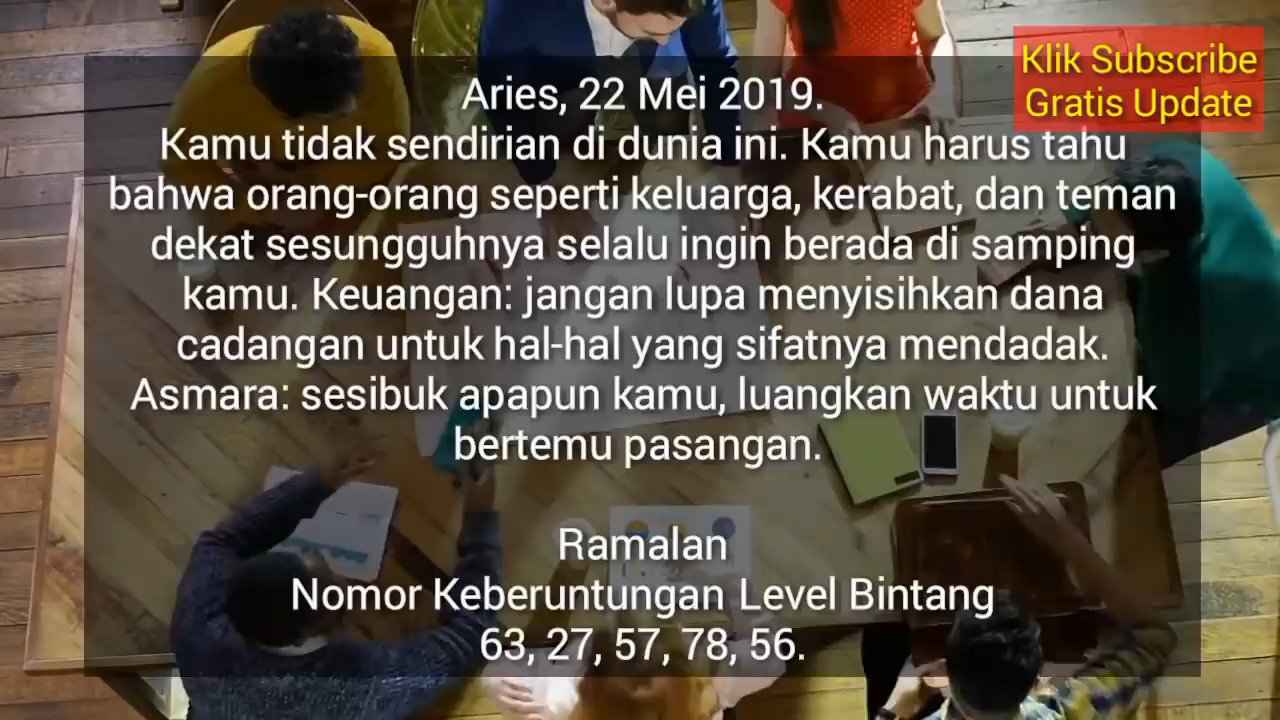 Klik Subscribe
Gratis Update
Aries, 22 Mei 2019.
Kamu tidak sendirian di dunia ini. Kamu harus tahu
bahwa orang-orang seperti keluarga, kerabat, dan teman
dekat sesungguhnya selalu ingin berada di samping
kamu. Keuangan: jangan lupa menyisihkan dana
cadangan untuk hal-hal yang sifatnya mendadak.
Asmara: sesibuk apapun kamu, luangkan waktu untuk
bertemu pasangan.
Ramalan
Nomor Keberuntungan Level Bintang
63, 27, 57, 78, 56.